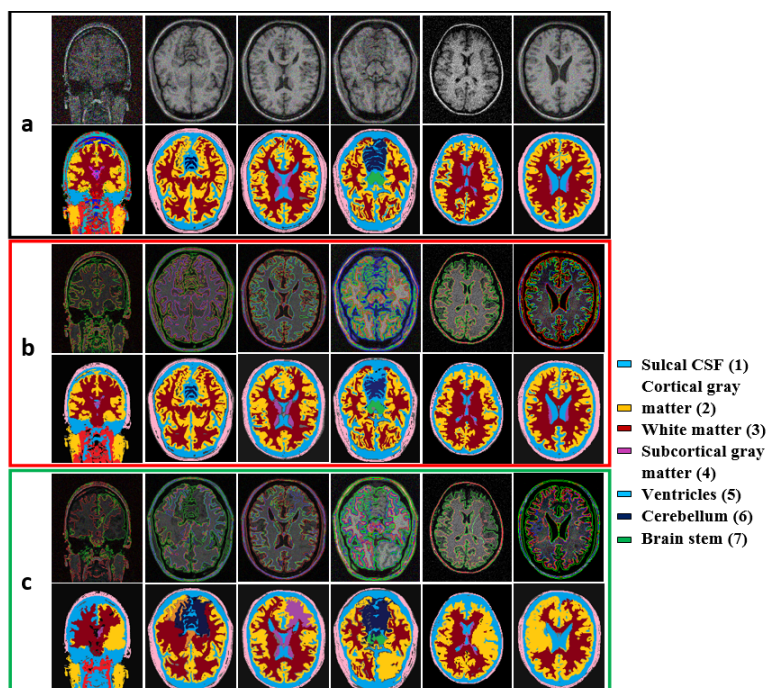 a
b
c
Sulcal CSF (1)
Cortical gray
matter (2)
White matter (3)
Subcortical gray
matter (4)
Ventricles (5)
Cerebellum (6)
Brain stem (7)